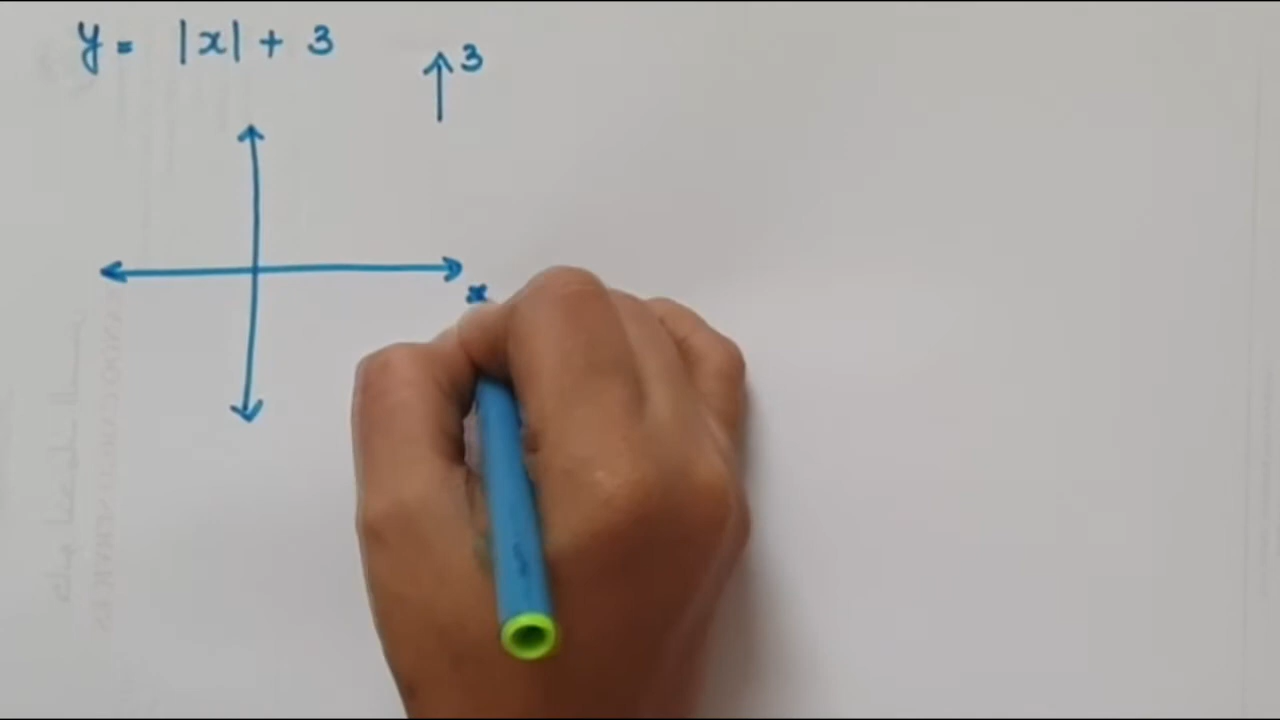 y = |x| + 3
↑ 3
x